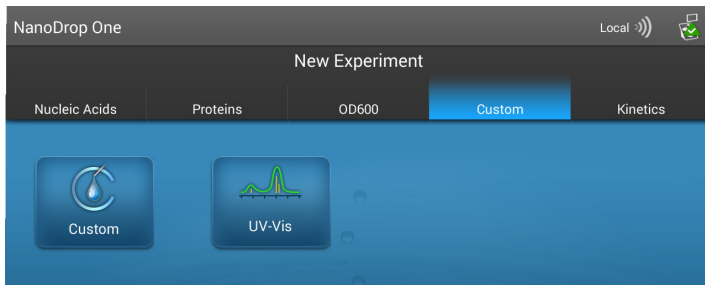 NanoDrop One
Local
New Experiment
Nucleic Acids Proteins OD600 Custom Kinetics
Custom UV-Vis